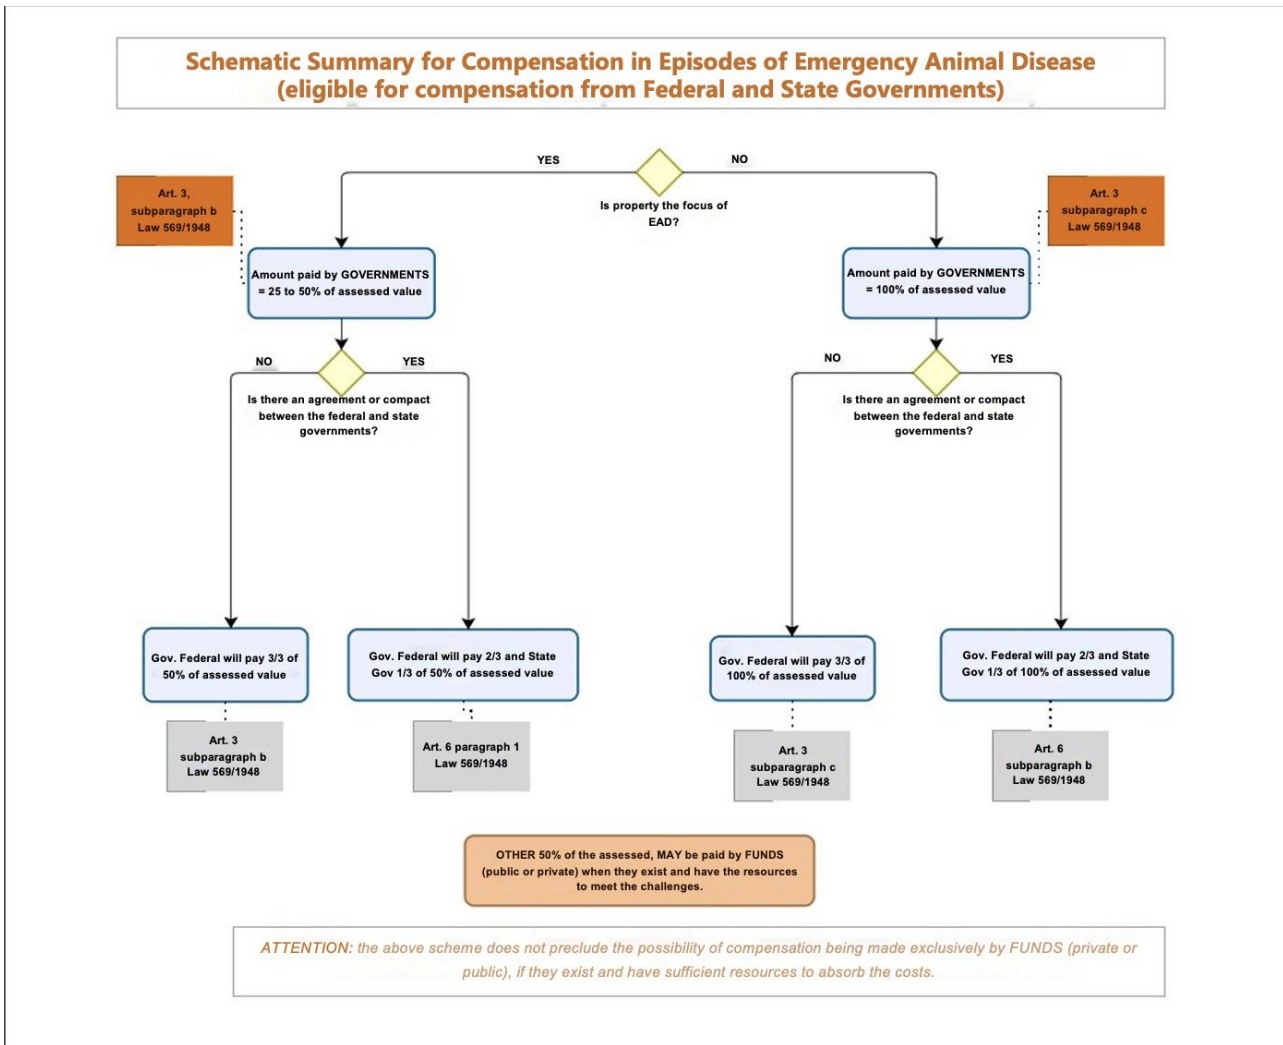 Schematic Summary for Compensation in Episodes of Emergency Animal Disease
(eligible for compensation from Federal and State Governments)
YES
NO
Is property the focus of
EAD?
Art. 3,
subparagraph b
Law 569/1948
Art. 3
subparagraph c
Law 569/1948
Amount paid by GOVERNMENTS
= 25 to 50% of assessed value
Amount paid by GOVERNMENTS
= 100% of assessed value
NO
YES
Is there an agreement or compact
between the federal and state
governments?
NO
YES
Is there an agreement or compact
between the federal and state
governments?
Gov. Federal will pay 3/3 of
50% of assessed value
Gov. Federal will pay 2/3 and State
Gov 1/3 of 50% of assessed value
Gov. Federal will pay 3/3 of
100% of assessed value
Gov. Federal will pay 2/3 and State
Gov 1/3 of 100% of assessed value
Art. 3
subparagraph b
Law 569/1948
Art. 6 paragraph 1
Law 569/1948
Art. 3
subparagraph c
Law 569/1948
Art. 6
subparagraph b
Law 569/1948
OTHER 50% of the assessed, MAY be paid by FUNDS
(public or private) when they exist and have the resources
to meet the challenges.
ATTENTION: the above scheme does not preclude the possibility of compensation being made exclusively by FUNDS (private or
public), if they exist and have sufficient resources to absorb the costs.